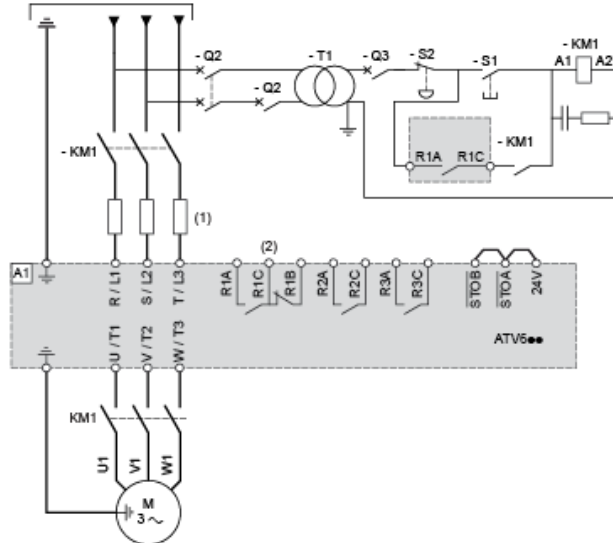 - Q2
- T1
- Q3
- S2
- S1
- KM1
A1 A2
- Q2
- KM1
R1A R1C
- KM1
(1)
(2)
A1
R / L1
S / L2
T / L3
R1A
R1C
R1B
R2A
R2C
R3A
R3C
STOB
STOA
24V
U / T1
V / T2
W / T3
ATV6●●
KM1
U1
V1
W1
M
3 ~